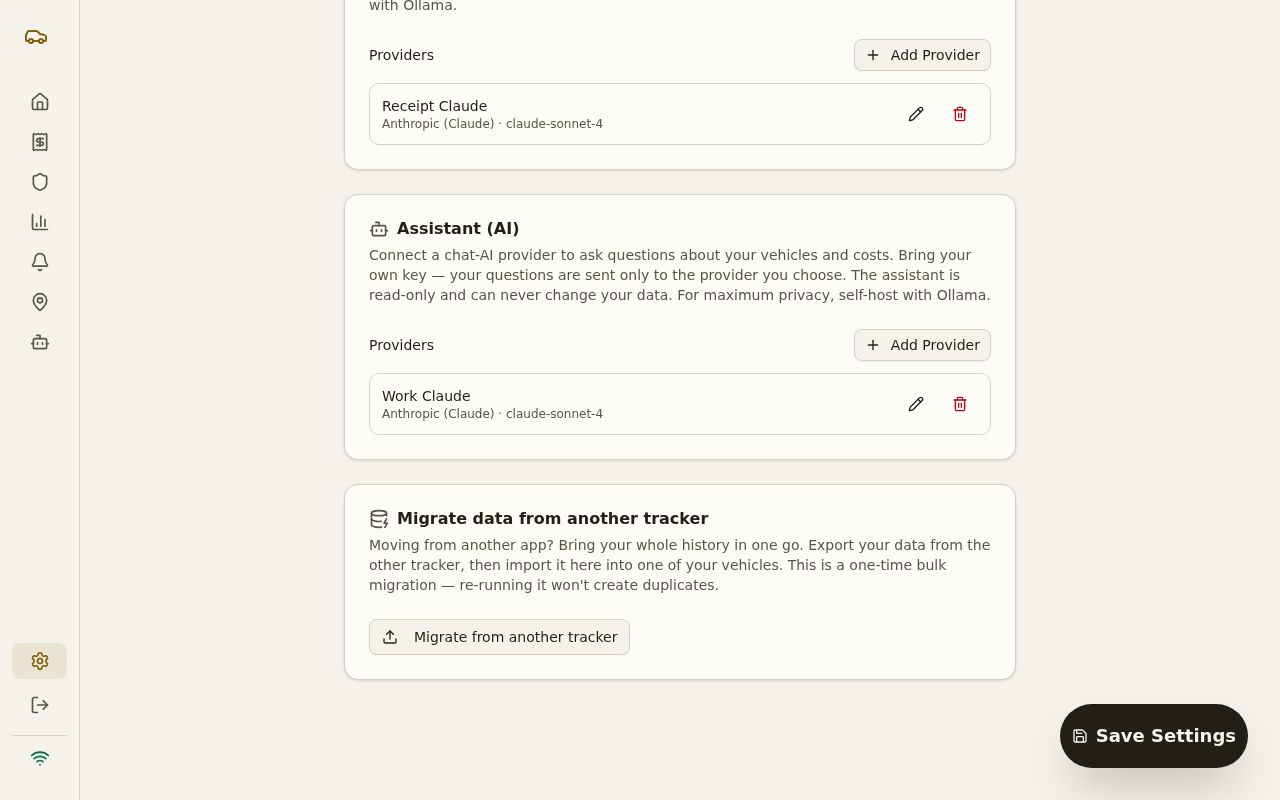 with Ollama.
Providers
Add Provider
Receipt Claude
Anthropic (Claude) · claude-sonnet-4
Assistant (AI)
Connect a chat-AI provider to ask questions about your vehicles and costs. Bring your
own key — your questions are sent only to the provider you choose. The assistant is
read-only and can never change your data. For maximum privacy, self-host with Ollama.
Providers
Add Provider
Work Claude
Anthropic (Claude) · claude-sonnet-4
Migrate data from another tracker
Moving from another app? Bring your whole history in one go. Export your data from the
other tracker, then import it here into one of your vehicles. This is a one-time bulk
migration — re-running it won't create duplicates.
Migrate from another tracker
Save Settings